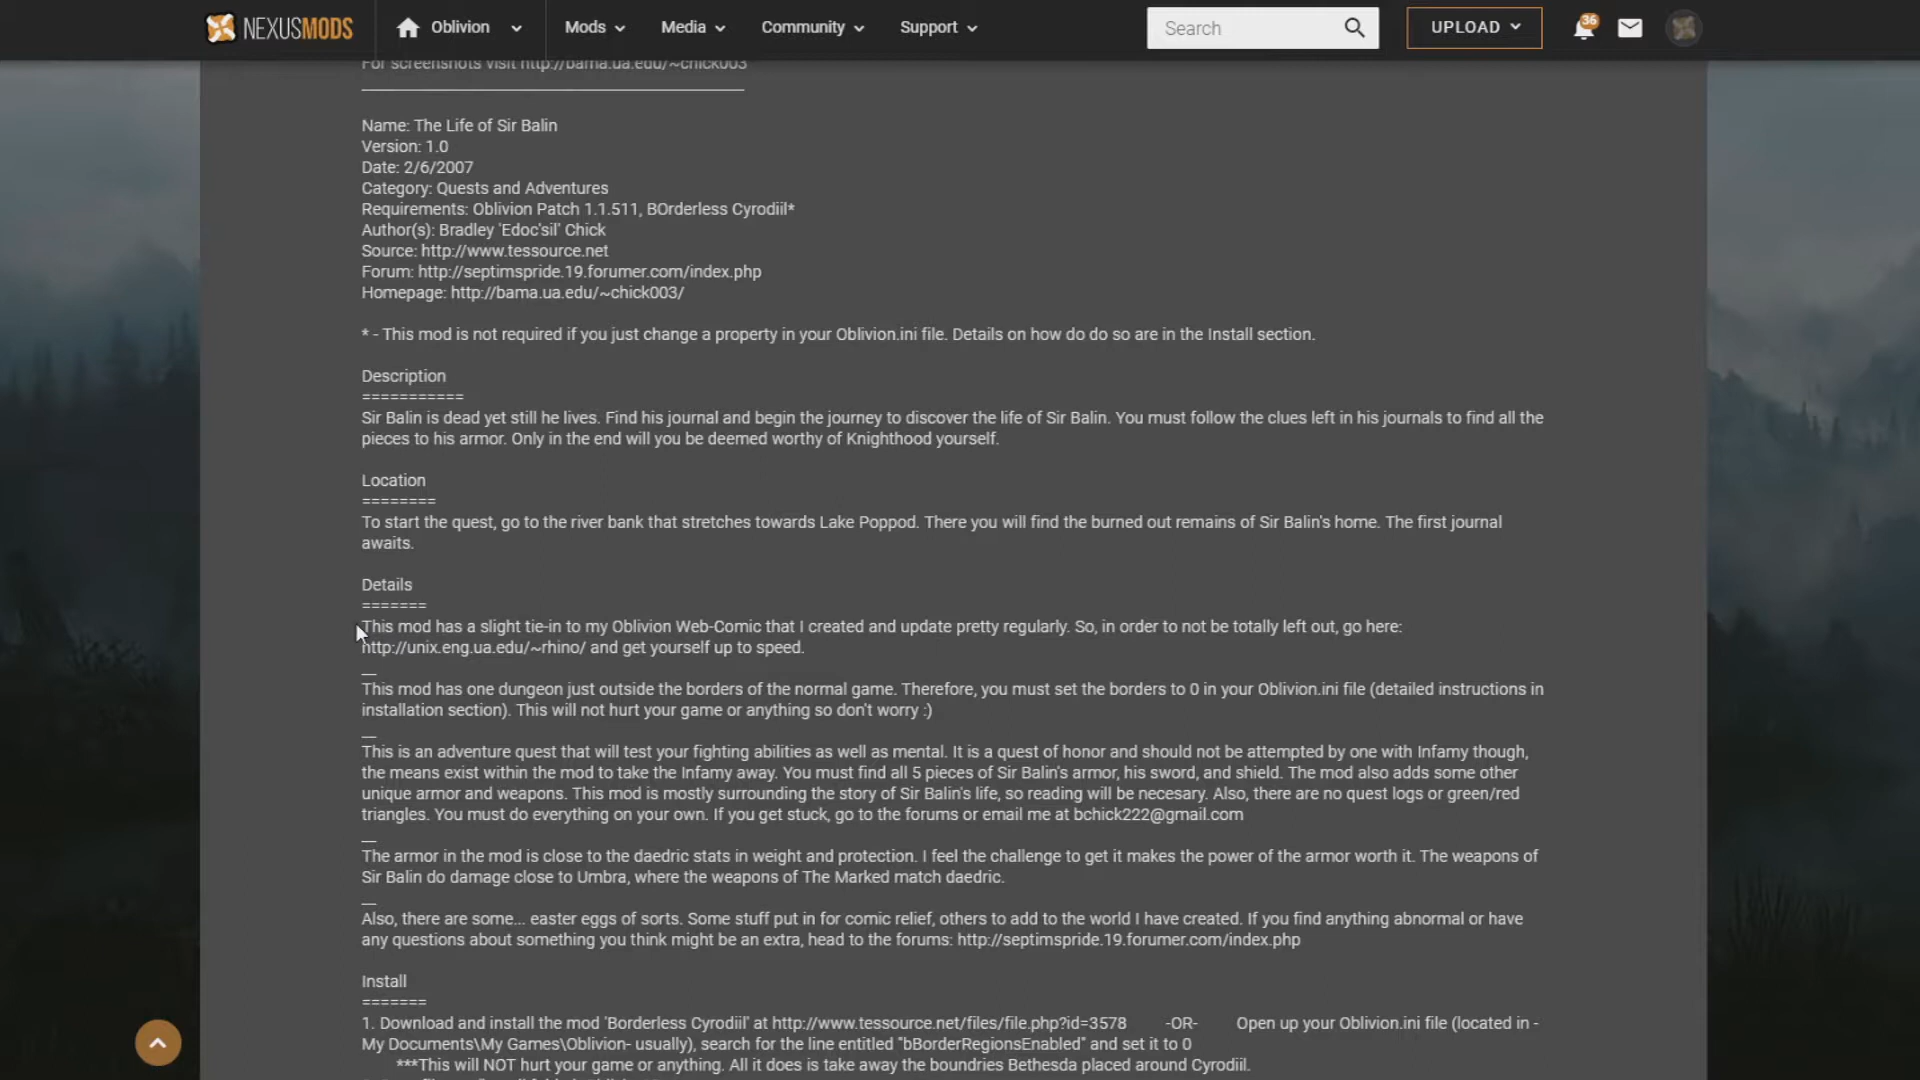 NEXUSMODS
Oblivion
Mods
Media
Community
Support
Search
UPLOAD
36
For screenshots visit http://bama.ua.edu/~chick003
Name: The Life of Sir Balin
Version: 1.0
Date: 2/6/2007
Category: Quests and Adventures
Requirements: Oblivion Patch 1.1.511, BOrderless Cyrodiil*
Author(s): Bradley 'Edoc'sil' Chick
Source: http://www.tessource.net
Forum: http://septimspride.19.forumer.com/index.php
Homepage: http://bama.ua.edu/~chick003/
* - This mod is not required if you just change a property in your Oblivion.ini file. Details on how do do so are in the Install section.
Description
===========
Sir Balin is dead yet still he lives. Find his journal and begin the journey to discover the life of Sir Balin. You must follow the clues left in his journals to find all the
pieces to his armor. Only in the end will you be deemed worthy of Knighthood yourself.
Location
========
To start the quest, go to the river bank that stretches towards Lake Poppod. There you will find the burned out remains of Sir Balin's home. The first journal
awaits.
Details
=======
This mod has a slight tie-in to my Oblivion Web-Comic that I created and update pretty regularly. So, in order to not be totally left out, go here:
http://unix.eng.ua.edu/~rhino/ and get yourself up to speed.
__
This mod has one dungeon just outside the borders of the normal game. Therefore, you must set the borders to 0 in your Oblivion.ini file (detailed instructions in
installation section). This will not hurt your game or anything so don't worry :)
__
This is an adventure quest that will test your fighting abilities as well as mental. It is a quest of honor and should not be attempted by one with Infamy though,
the means exist within the mod to take the Infamy away. You must find all 5 pieces of Sir Balin's armor, his sword, and shield. The mod also adds some other
unique armor and weapons. This mod is mostly surrounding the story of Sir Balin's life, so reading will be necesary. Also, there are no quest logs or green/red
triangles. You must do everything on your own. If you get stuck, go to the forums or email me at bchick222@gmail.com
__
The armor in the mod is close to the daedric stats in weight and protection. I feel the challenge to get it makes the power of the armor worth it. The weapons of
Sir Balin do damage close to Umbra, where the weapons of The Marked match daedric.
__
Also, there are some... easter eggs of sorts. Some stuff put in for comic relief, others to add to the world I have created. If you find anything abnormal or have
any questions about something you think might be an extra, head to the forums: http://septimspride.19.forumer.com/index.php
Install
=======
1. Download and install the mod 'Borderless Cyrodiil' at http://www.tessource.net/files/file.php?id=3578 -OR- Open up your Oblivion.ini file (located in -
My Documents\My Games\Oblivion- usually), search for the line entitled "bBorderRegionsEnabled" and set it to 0
***This will NOT hurt your game or anything. All it does is take away the boundries Bethesda placed around Cyrodiil.